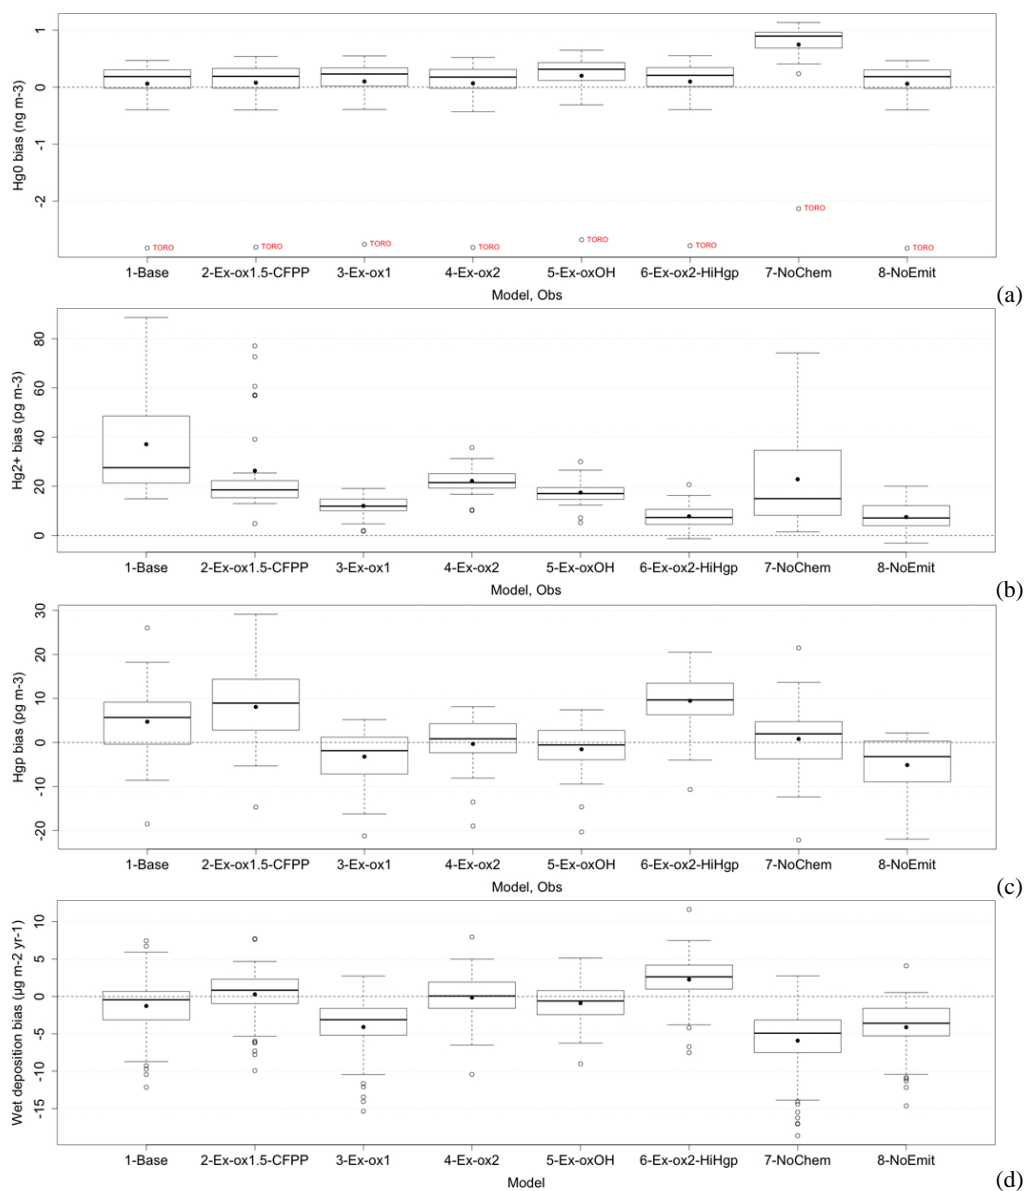 Hg0 bias (ng m-3)
1
0
-1
-2
TORO TORO TORO TORO TORO TORO TORO TORO
1-Base 2-Ex-ox1.5-CFPP 3-Ex-ox1 4-Ex-ox2 5-Ex-oxOH 6-Ex-ox2-HiHgp 7-NoChem 8-NoEmit
Model, Obs
(a)
Hg2+ bias (pg m-3)
80
60
40
20
0
1-Base 2-Ex-ox1.5-CFPP 3-Ex-ox1 4-Ex-ox2 5-Ex-oxOH 6-Ex-ox2-HiHgp 7-NoChem 8-NoEmit
Model, Obs
(b)
Hgp bias (pg m-3)
30
20
10
0
-10
-20
1-Base 2-Ex-ox1.5-CFPP 3-Ex-ox1 4-Ex-ox2 5-Ex-oxOH 6-Ex-ox2-HiHgp 7-NoChem 8-NoEmit
Model, Obs
(c)
Wet deposition bias (µg m-2 yr-1)
10
5
0
-5
-10
-15
1-Base 2-Ex-ox1.5-CFPP 3-Ex-ox1 4-Ex-ox2 5-Ex-oxOH 6-Ex-ox2-HiHgp 7-NoChem 8-NoEmit
Model
(d)